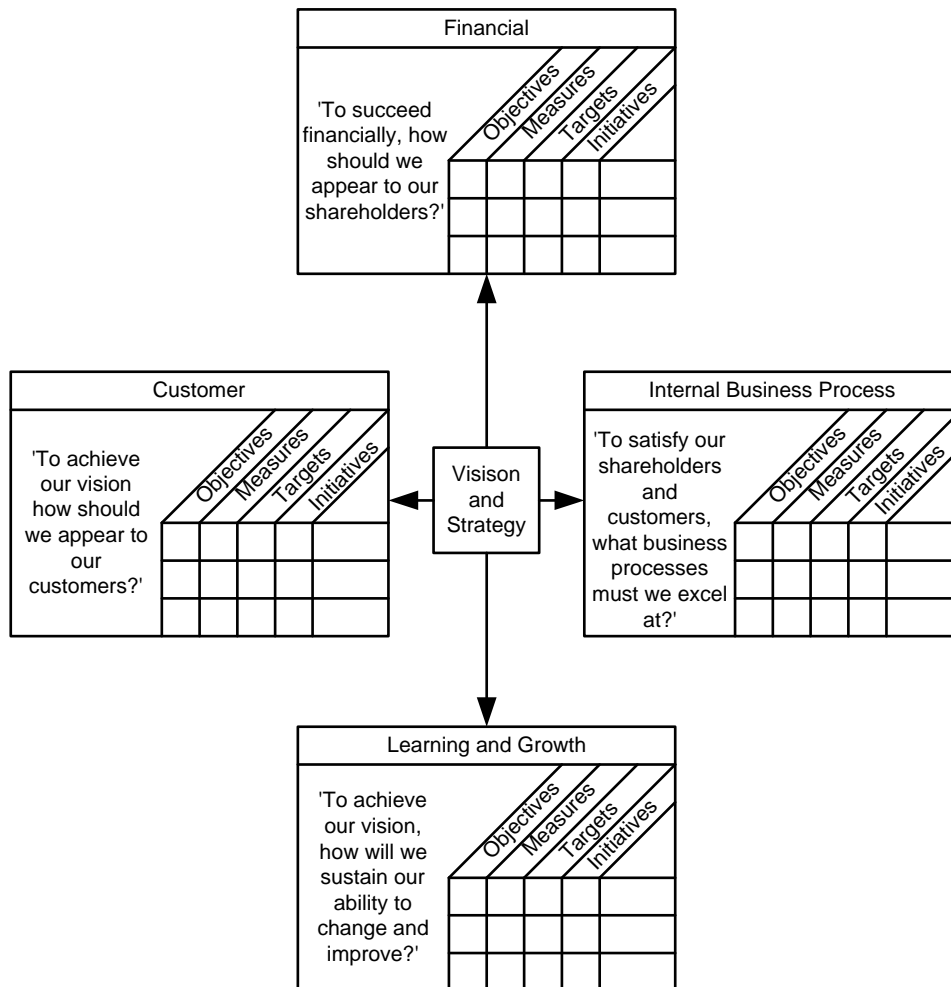 Financial
'To succeed
financially, how
should we
appear to our
shareholders?'
Objectives
Measures
Targets
Initiatives
Customer
'To achieve
our vision
how should
we appear to
our
customers?'
Objectives
Measures
Targets
Initiatives
Visison
and
Strategy
Internal Business Process
'To satisfy our
shareholders
and
customers,
what business
processes
must we excel
at?'
Objectives
Measures
Targets
Initiatives
Learning and Growth
'To achieve
our vision,
how will we
sustain our
ability to
change and
improve?'
Objectives
Measures
Targets
Initiatives